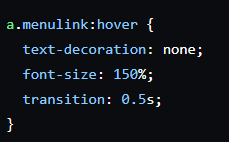 a.menulink:hover {
  text-decoration: none;
  font-size: 150%;
  transition: 0.5s;
}